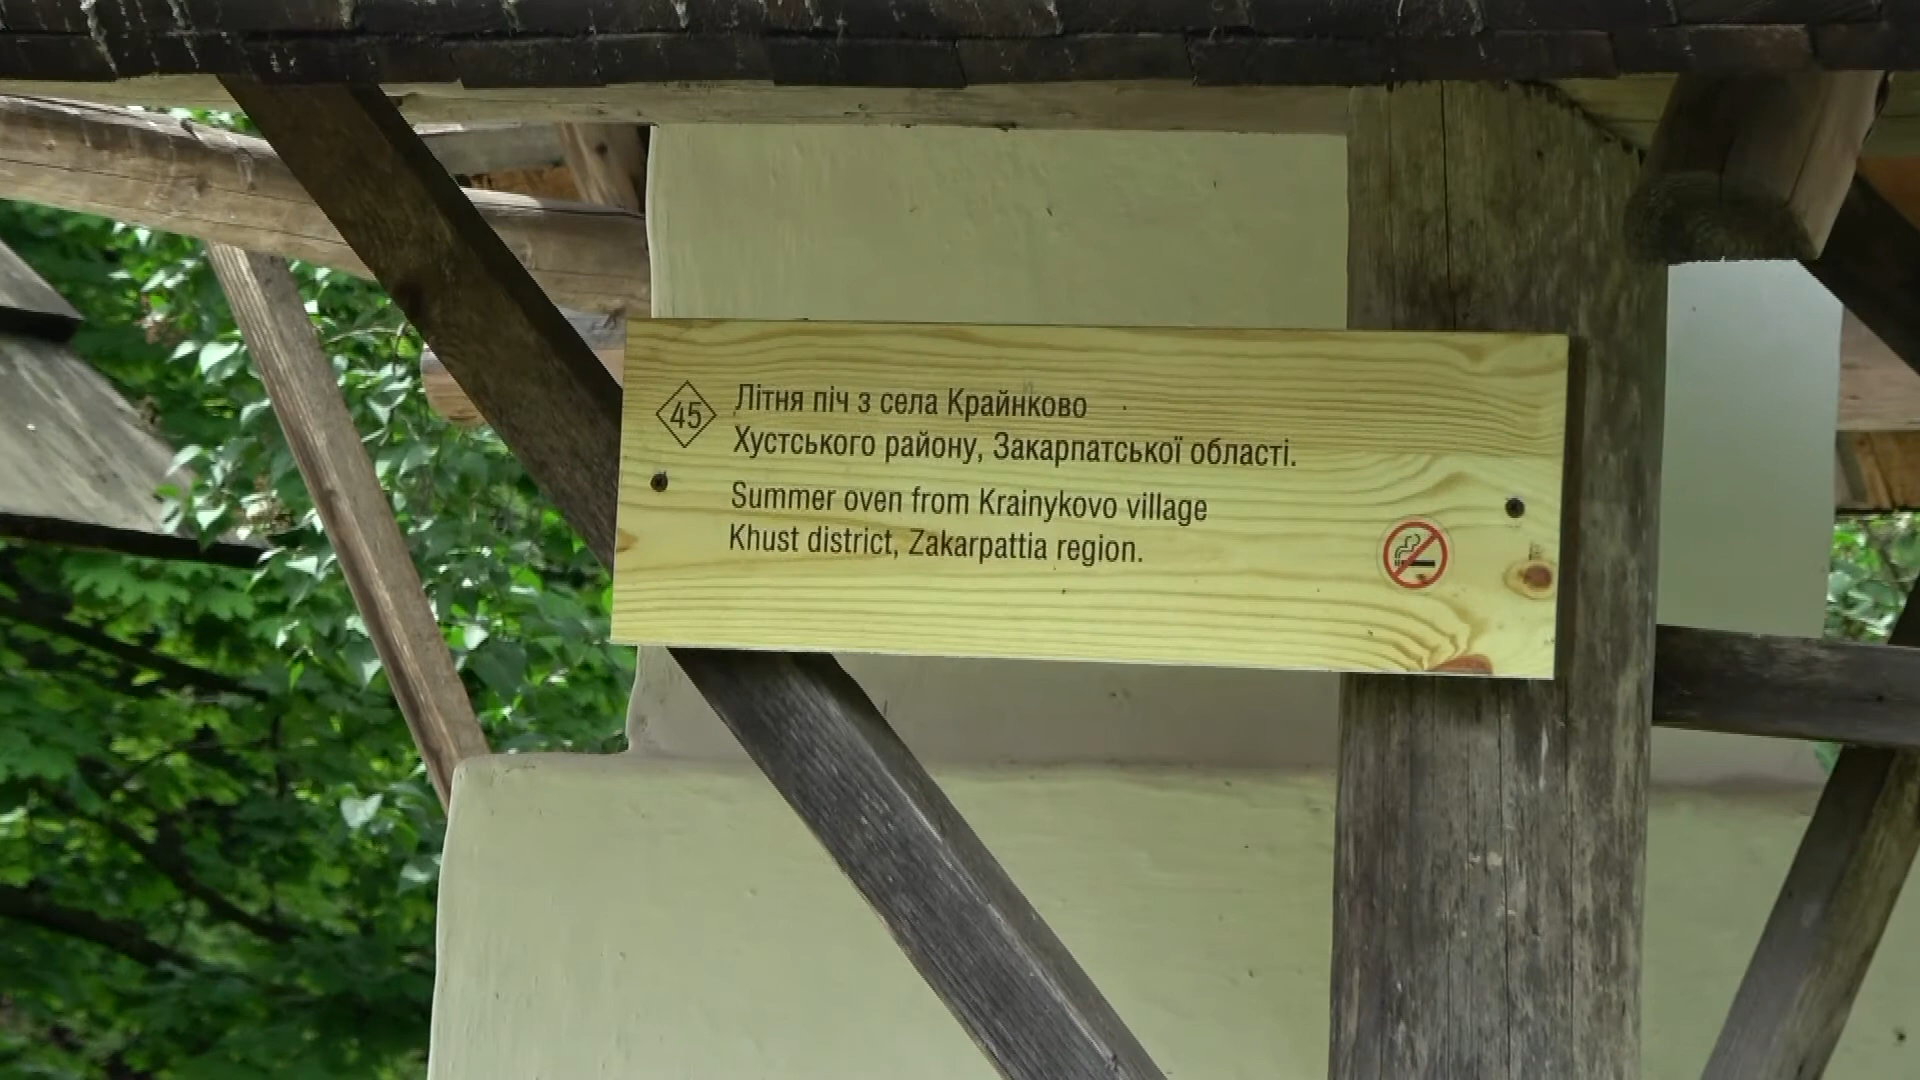 45
Літня піч з села Крайнково
Хустського району, Закарпатської області.
Summer oven from Krainykovo village
Khust district, Zakarpattia region.